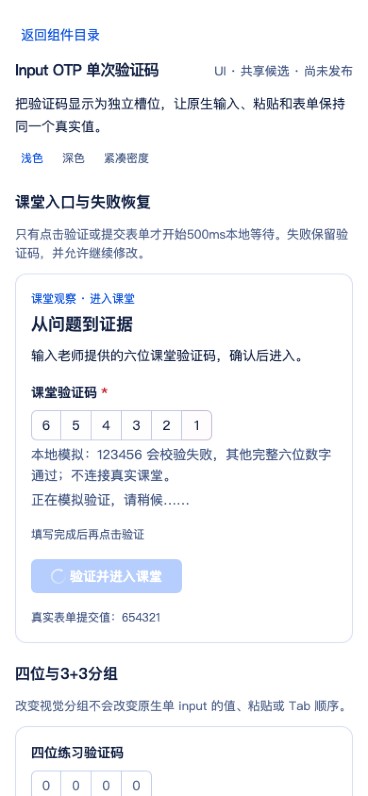 返回组件目录
Input OTP 单次验证码
UI · 共享候选 · 尚未发布
把验证码显示为独立槽位，让原生输入、粘贴和表单保持
同一个真实值。
浅色 深色 紧凑密度
课堂入口与失败恢复
只有点击验证或提交表单才开始500ms本地等待。失败保留验
证码，并允许继续修改。
课堂观察 · 进入课堂
从问题到证据
输入老师提供的六位课堂验证码，确认后进入。
课堂验证码 *
6 5 4 3 2 1
本地模拟：123456 会校验失败，其他完整六位数字
通过；不连接真实课堂。
正在模拟验证，请稍候……
填写完成后再点击验证
验证并进入课堂
真实表单提交值：654321
四位与3+3分组
改变视觉分组不会改变原生单 input 的值、粘贴或 Tab 顺序。
四位练习验证码
0 0 0 0